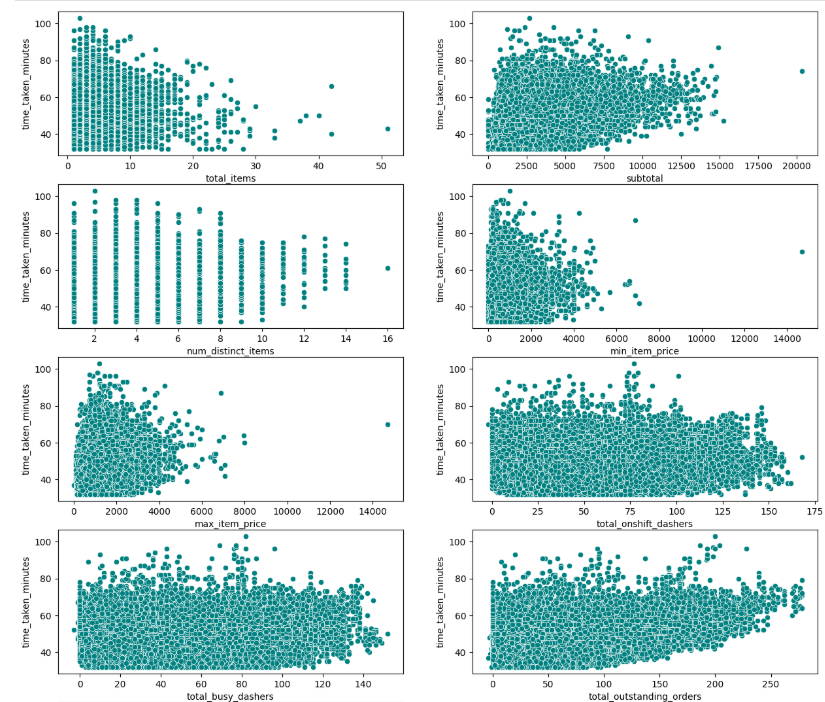 100
80
60
40
time_taken_minutes
0 10 20 30 40 50
total_items
100
80
60
40
time_taken_minutes
0 2500 5000 7500 10000 12500 15000 17500 20000
subtotal
100
80
60
40
time_taken_minutes
2 4 6 8 10 12 14 16
num_distinct_items
100
80
60
40
time_taken_minutes
0 2000 4000 6000 8000 10000 12000 14000
min_item_price
100
80
60
40
time_taken_minutes
0 2000 4000 6000 8000 10000 12000 14000
max_item_price
100
80
60
40
time_taken_minutes
0 25 50 75 100 125 150 175
total_onshift_dashers
100
80
60
40
time_taken_minutes
0 20 40 60 80 100 120 140
total_busy_dashers
100
80
60
40
time_taken_minutes
0 50 100 150 200 250
total_outstanding_orders